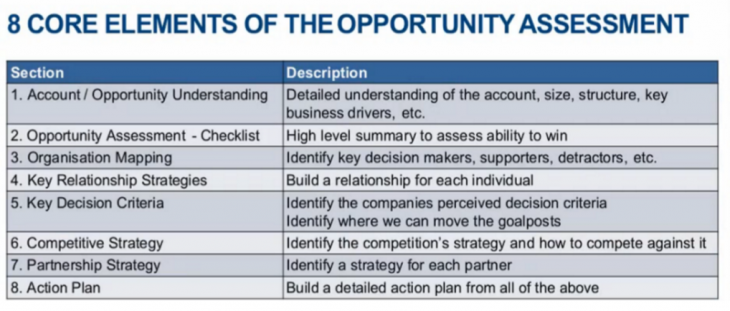 8 CORE ELEMENTS OF THE OPPORTUNITY ASSESSMENT
Section Description
1. Account / Opportunity Understanding Detailed understanding of the account, size, structure, key
business drivers, etc.
2. Opportunity Assessment - Checklist High level summary to assess ability to win
3. Organisation Mapping Identify key decision makers, supporters, detractors, etc.
4. Key Relationship Strategies Build a relationship for each individual
5. Key Decision Criteria Identify the companies perceived decision criteria
Identify where we can move the goalposts
6. Competitive Strategy Identify the competition's strategy and how to compete against it
7. Partnership Strategy Identify a strategy for each partner
8. Action Plan Build a detailed action plan from all of the above